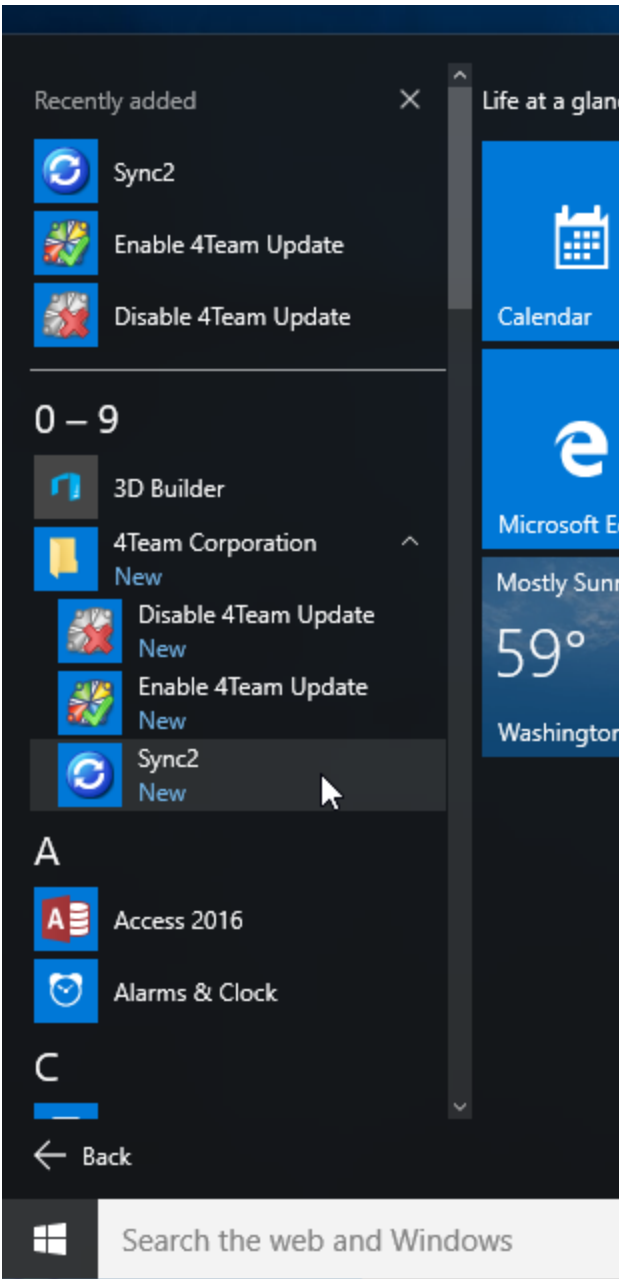 Recently added
Sync2
Enable 4Team Update
Disable 4Team Update
0 – 9
3D Builder
4Team Corporation
New
Disable 4Team Update
New
Enable 4Team Update
New
Sync2
New
A
Access 2016
Alarms & Clock
C
Back
Search the web and Windows
Life at a glan
Calendar
Microsoft E
Mostly Sunn
59°
Washington